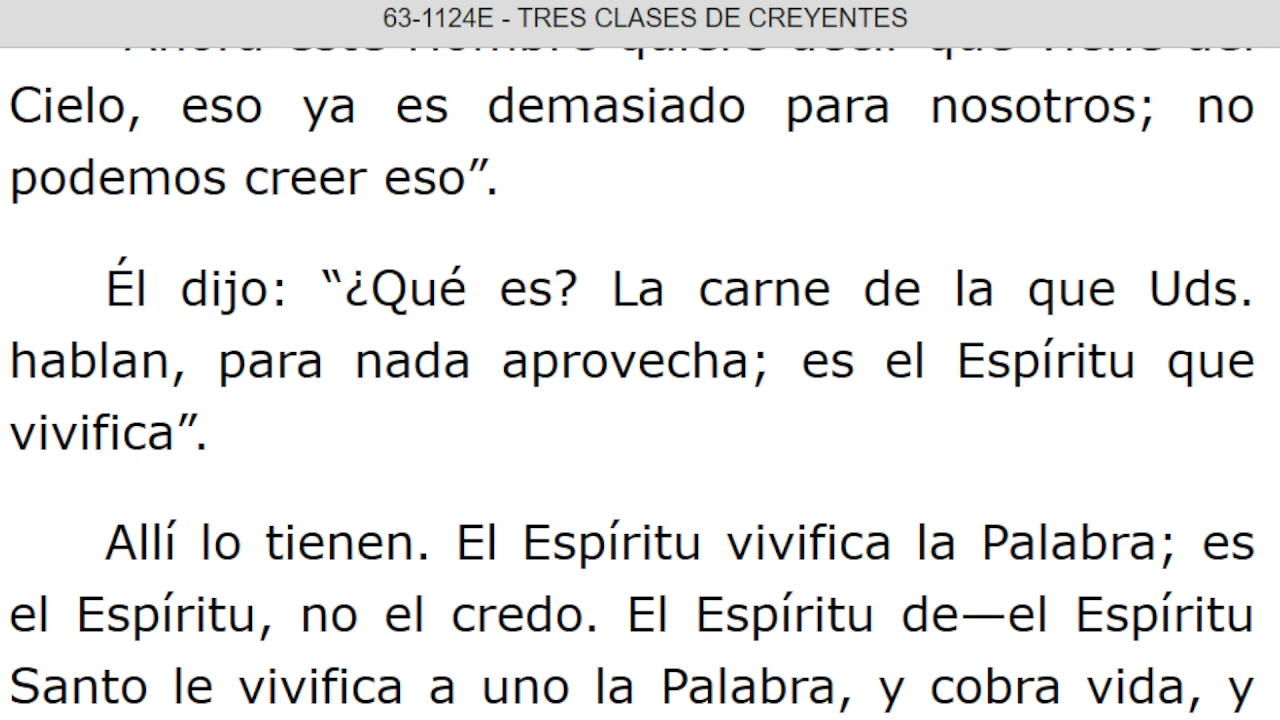 63-1124E - TRES CLASES DE CREYENTES
Cielo, eso ya es demasiado para nosotros; no
podemos creer eso”.
Él dijo: “¿Qué es? La carne de la que Uds.
hablan, para nada aprovecha; es el Espíritu que
vivifica”.
Allí lo tienen. El Espíritu vivifica la Palabra; es
el Espíritu, no el credo. El Espíritu de—el Espíritu
Santo le vivifica a uno la Palabra, y cobra vida, y